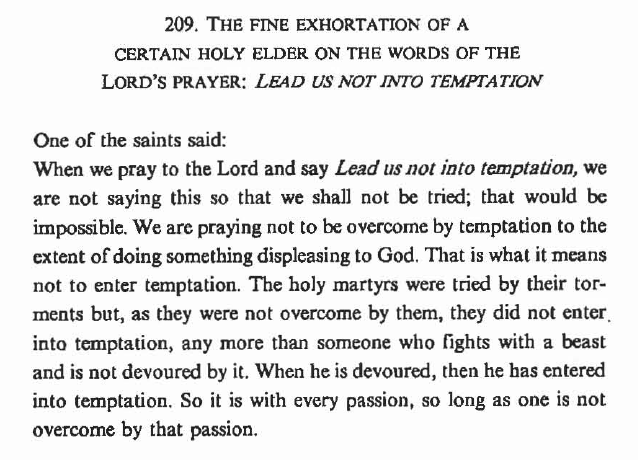 209. THE FINE EXHORTATION OF A
CERTAIN HOLY ELDER ON THE WORDS OF THE
LORD'S PRAYER: LEAD US NOT INTO TEMPTATION
One of the saints said:
When we pray to the Lord and say Lead us not into temptation, we
are not saying this so that we shall not be tried; that would be
impossible. We are praying not to be overcome by temptation to the
extent of doing something displeasing to God. That is what it means
not to enter temptation. The holy martyrs were tried by their tor-
ments but, as they were not overcome by them, they did not enter
into temptation, any more than someone who fights with a beast
and is not devoured by it. When he is devoured, then he has entered
into temptation. So it is with every passion, so long as one is not
overcome by that passion.